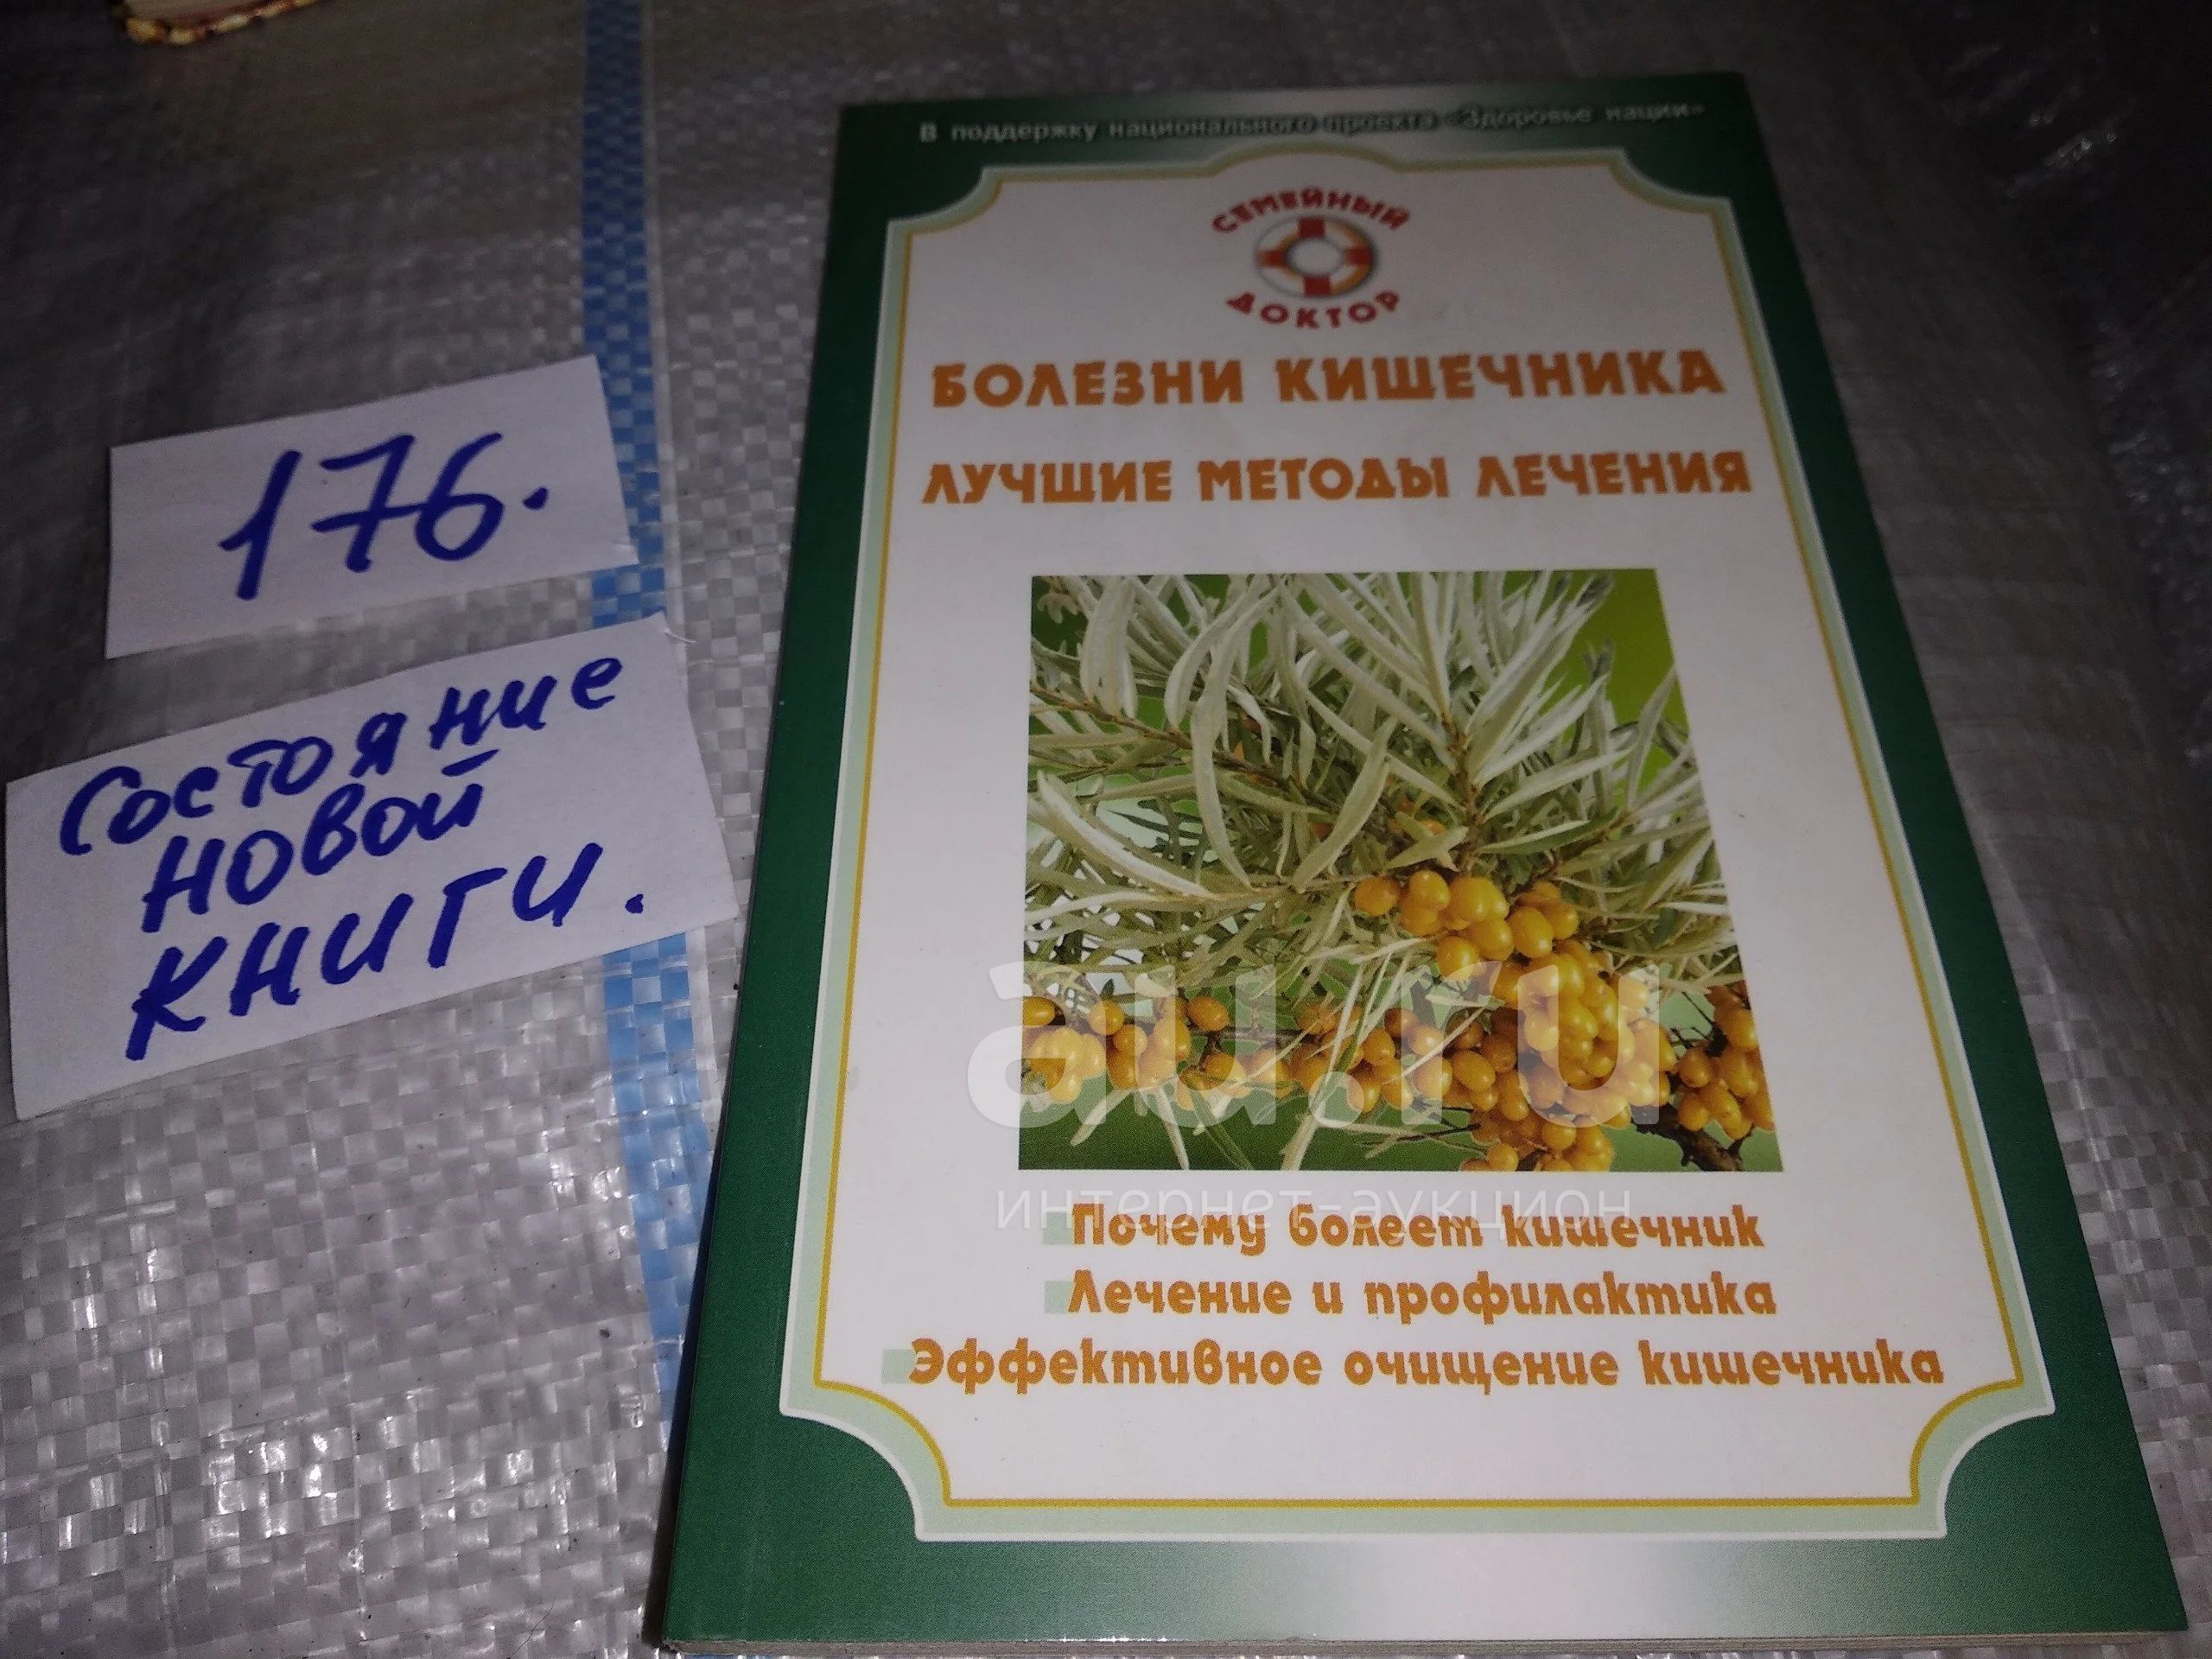 176.
Состояние
новой
книги.
В поддержку национального проекта «Здоровье нации»
СЕМЕЙНЫЙ
ДОКТОР
БОЛЕЗНИ КИШЕЧНИКА
ЛУЧШИЕ МЕТОДЫ ЛЕЧЕНИЯ
au.ru
интернет-аукцион
Почему болеет кишечник
Лечение и профилактика
Эффективное очищение кишечника